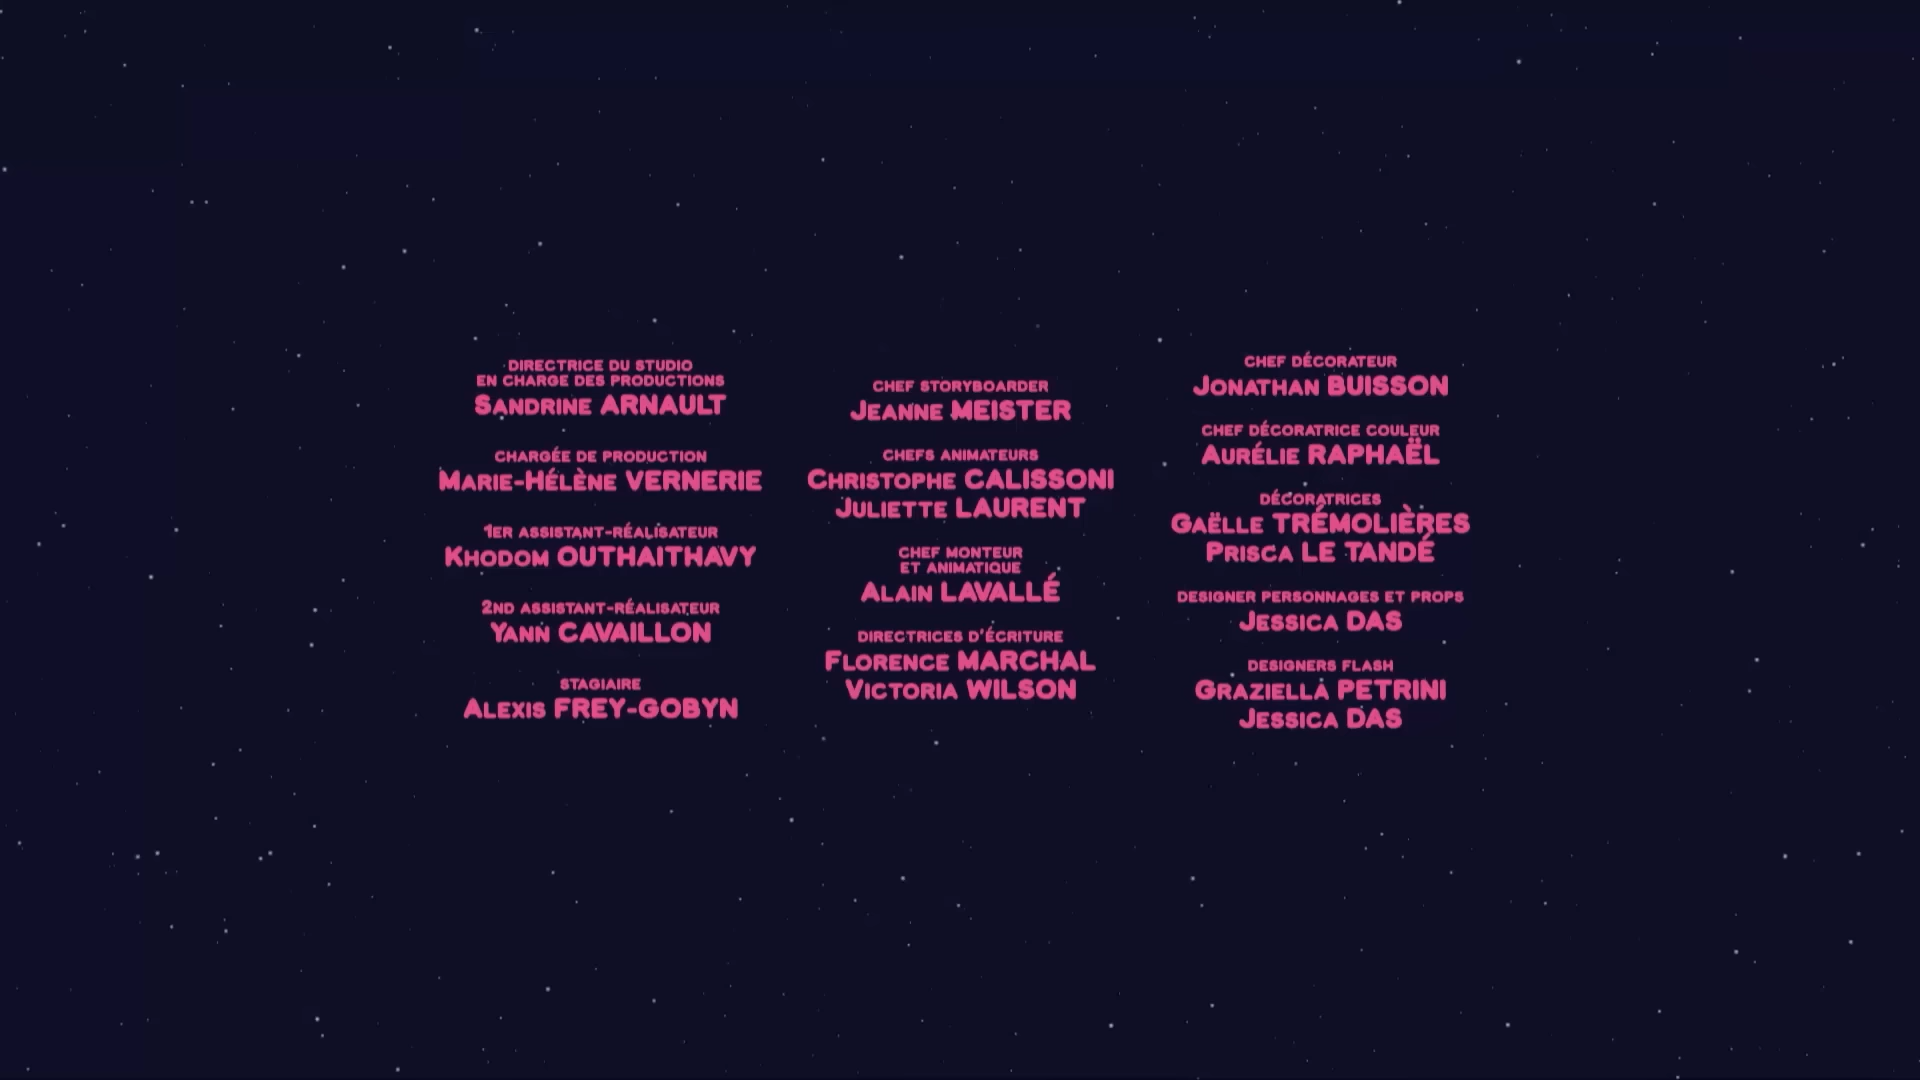 DIRECTRICE DU STUDIO
EN CHARGE DES PRODUCTIONS
SANDRINE ARNAULT
CHARGÉE DE PRODUCTION
MARIE-HÉLÈNE VERNERIE
1ER ASSISTANT-RÉALISATEUR
KHODOM OUTHAITHAVY
2ND ASSISTANT-RÉALISATEUR
YANN CAVAILLON
STAGIAIRE
ALEXIS FREY-GOBYN
CHEF STORYBOARDER
JEANNE MEISTER
CHEFS ANIMATEURS
CHRISTOPHE CALISSONI
JULIETTE LAURENT
CHEF MONTEUR
ET ANIMATIQUE
ALAIN LAVALLÉ
DIRECTRICES D'ÉCRITURE
FLORENCE MARCHAL
VICTORIA WILSON
CHEF DÉCORATEUR
JONATHAN BUISSON
CHEF DÉCORATRICE COULEUR
AURÉLIE RAPHAËL
DÉCORATRICES
GAËLLE TRÉMOLIÈRES
PRISCA LE TANDÉ
DESIGNER PERSONNAGES ET PROPS
JESSICA DAS
DESIGNERS FLASH
GRAZIELLA PETRINI
JESSICA DAS